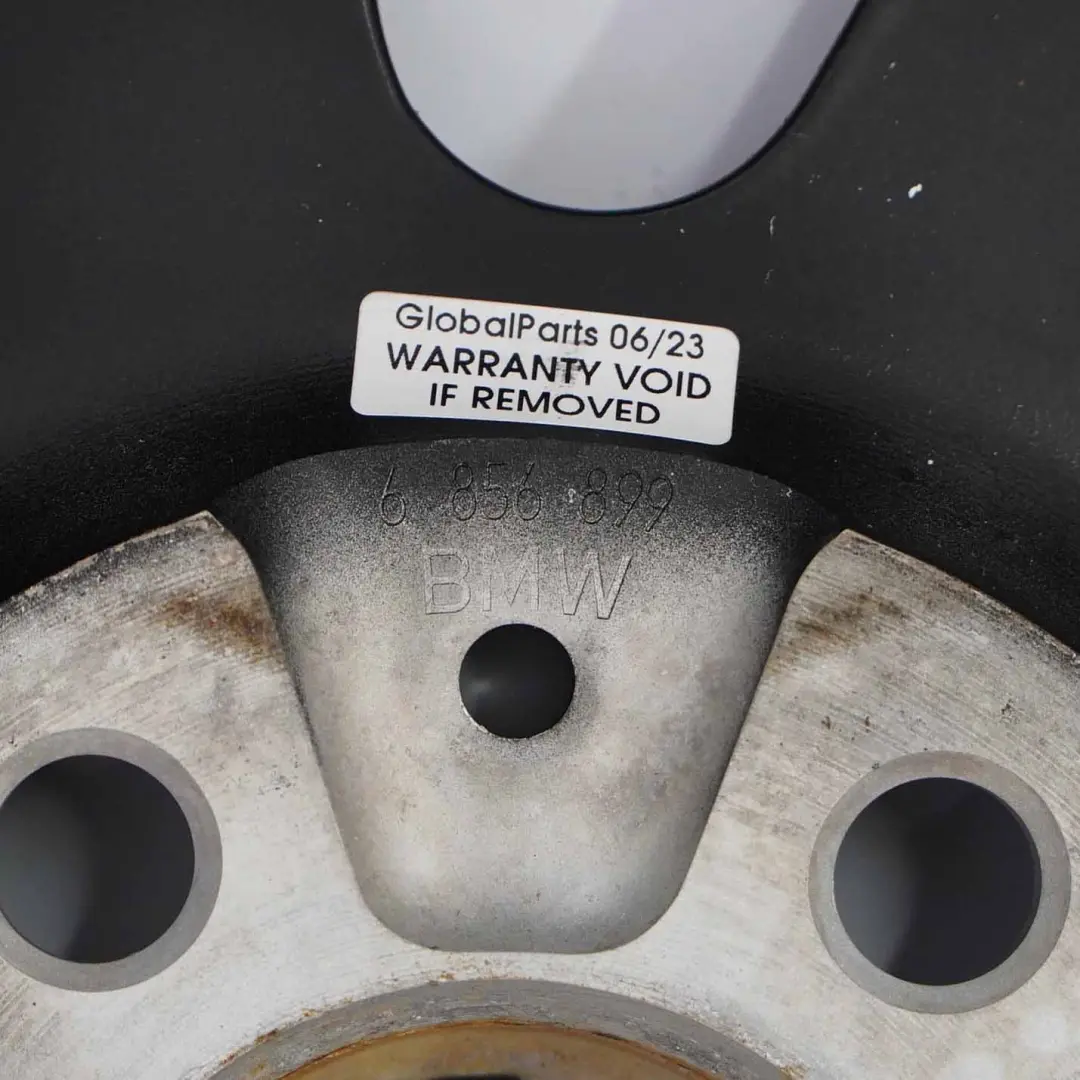 GlobalParts 06/23
WARRANTY VOID
IF REMOVED
6 856 899
BMW